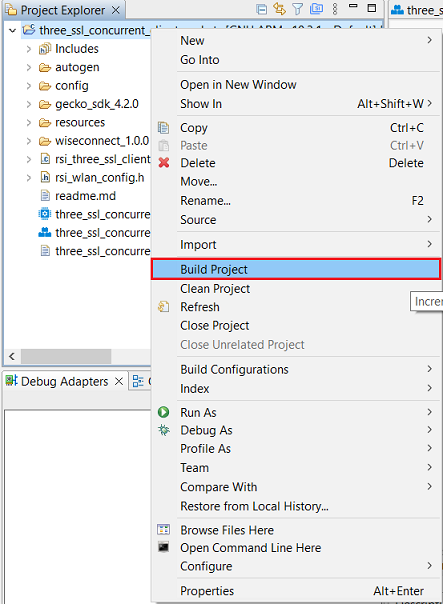 Project Explorer
three_ssl
three_ssl_concurrent_
Includes
autogen
config
gecko_sdk_4.2.0
resources
wiseconnect_1.0.0
rsi_three_ssl_clien
rsi_wlan_config.h
readme.md
three_ssl_concurre
three_ssl_concurre
three_ssl_concurre
Debug Adapters
New
Go Into
Open in New Window
Show In Alt+Shift+W
Copy Ctrl+C
Paste Ctrl+V
Delete Delete
Move...
Rename... F2
Source
Import
Build Project
Incre
Clean Project
Refresh
Close Project
Close Unrelated Project
Build Configurations
Index
Run As
Debug As
Profile As
Team
Compare With
Restore from Local History...
Browse Files Here
Open Command Line Here
Configure
Properties Alt+Enter